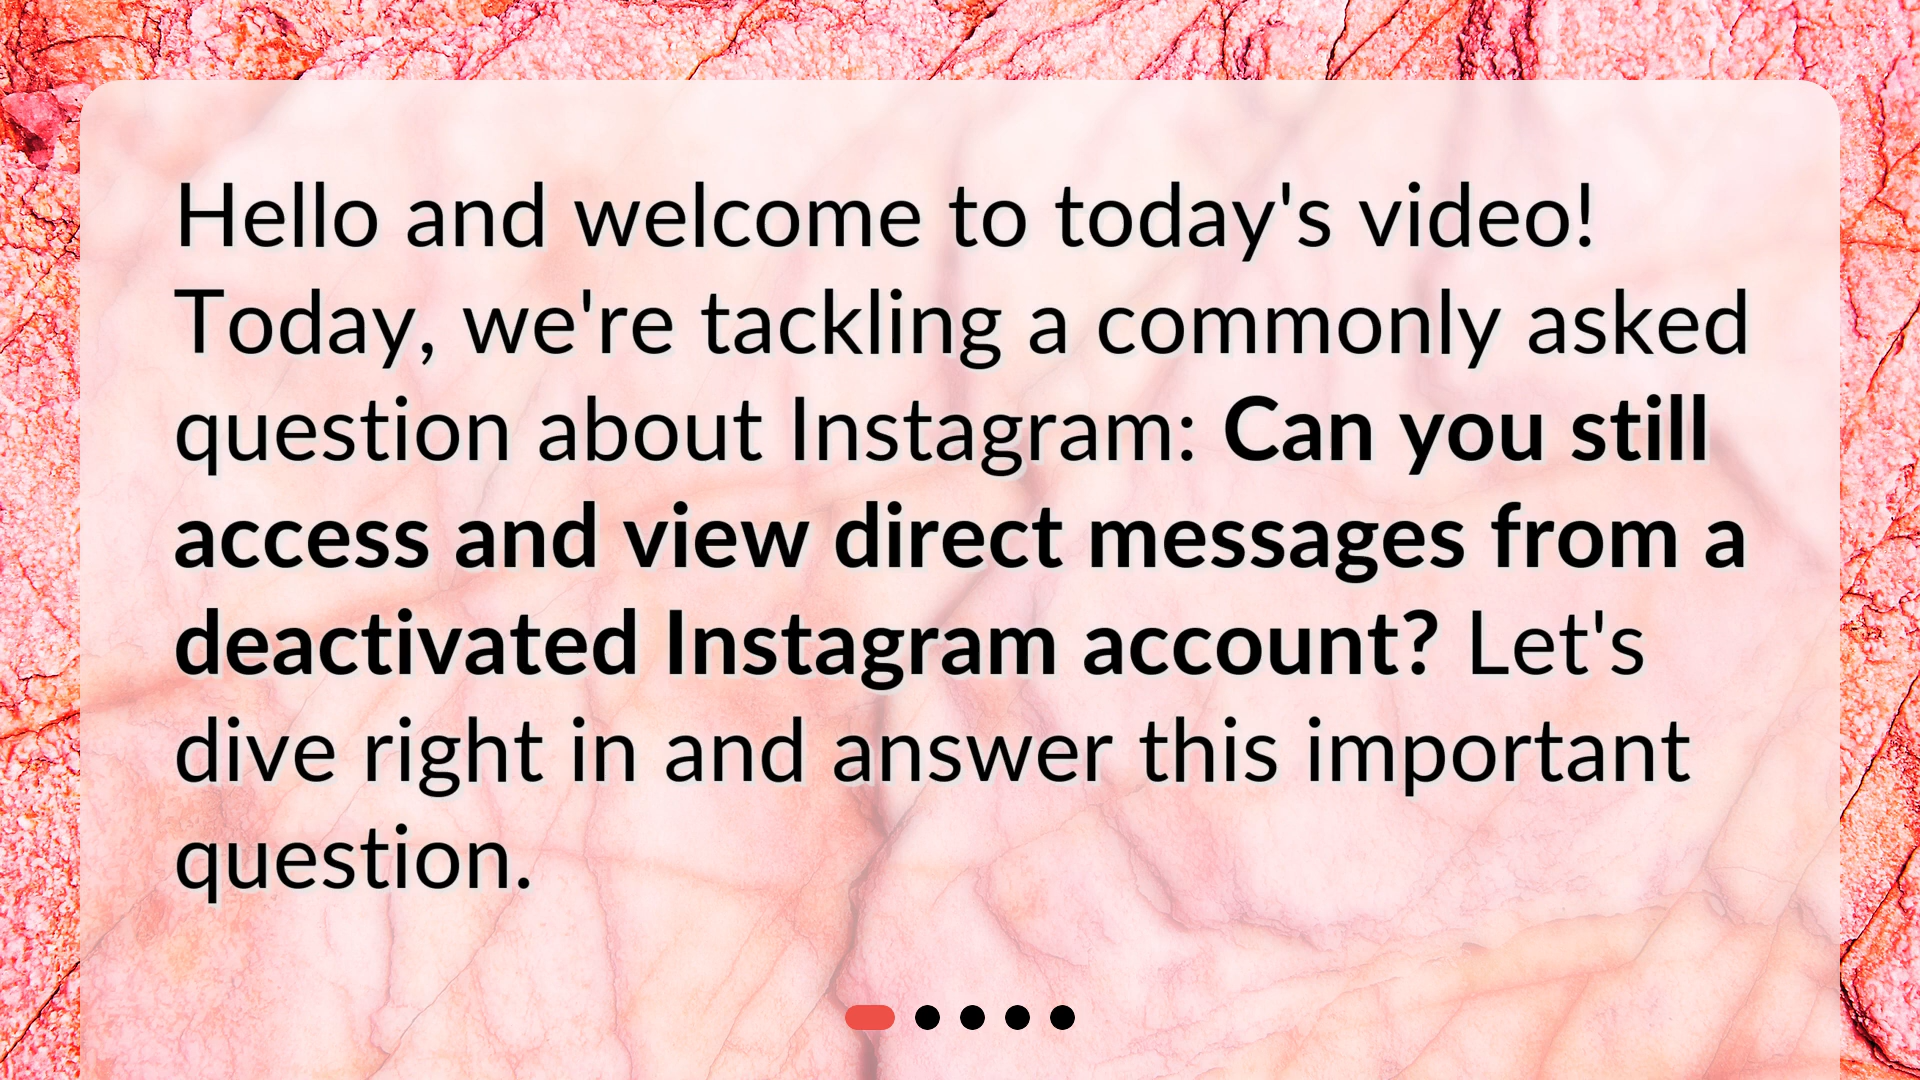 Hello and welcome to today's video!
Today, we're tackling a commonly asked
question about Instagram: Can you still
access and view direct messages from a
deactivated Instagram account? Let's
dive right in and answer this important
question.